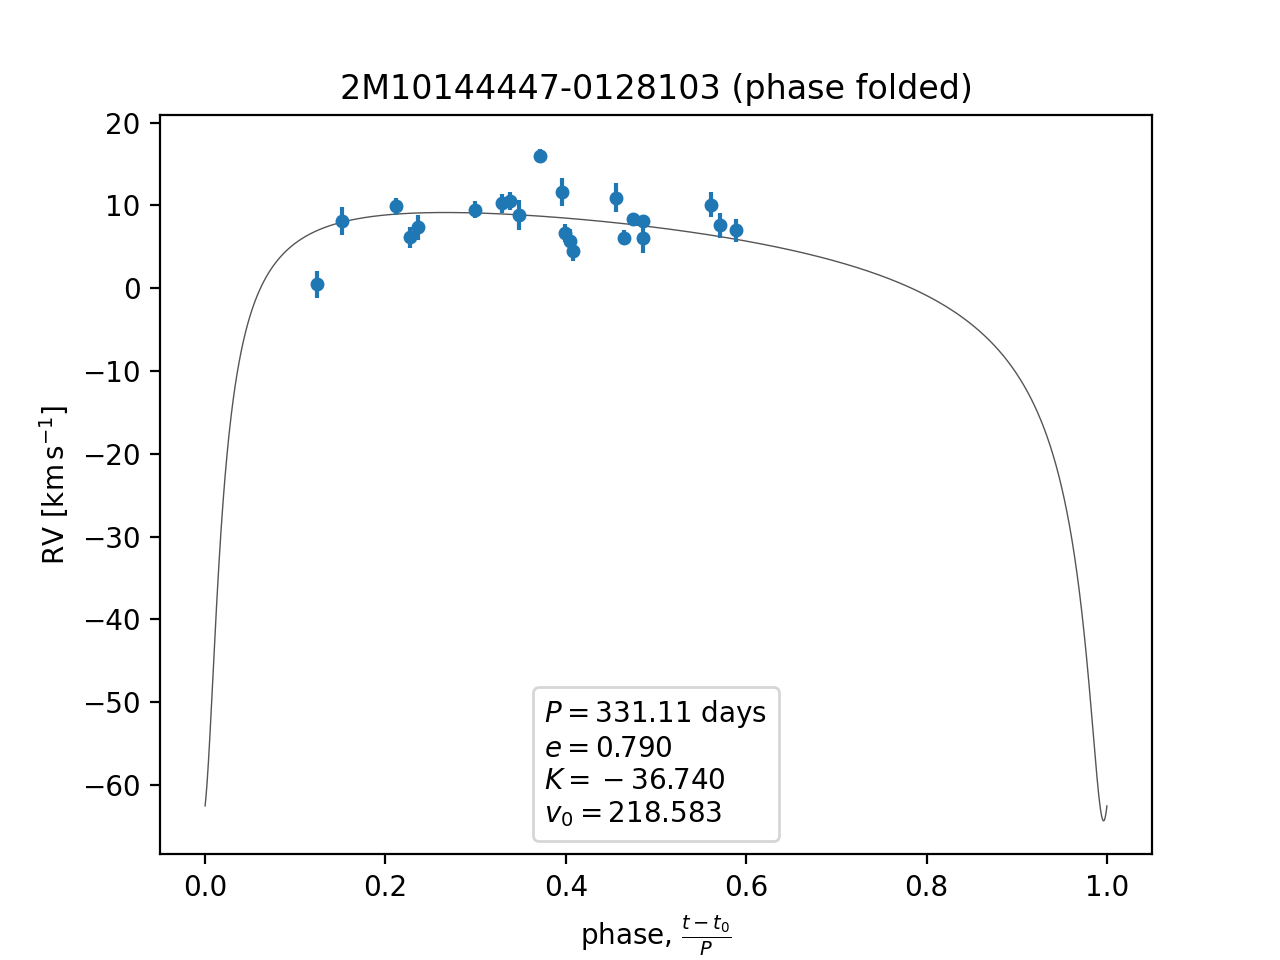 2M10144447-0128103 (phase folded)
RV [km s⁻¹]
20
10
0
−10
−20
−30
−40
−50
−60
P = 331.11 days
e = 0.790
K = −36.740
v₀ = 218.583
0.0 0.2 0.4 0.6 0.8 1.0
phase, (t − t₀)/P